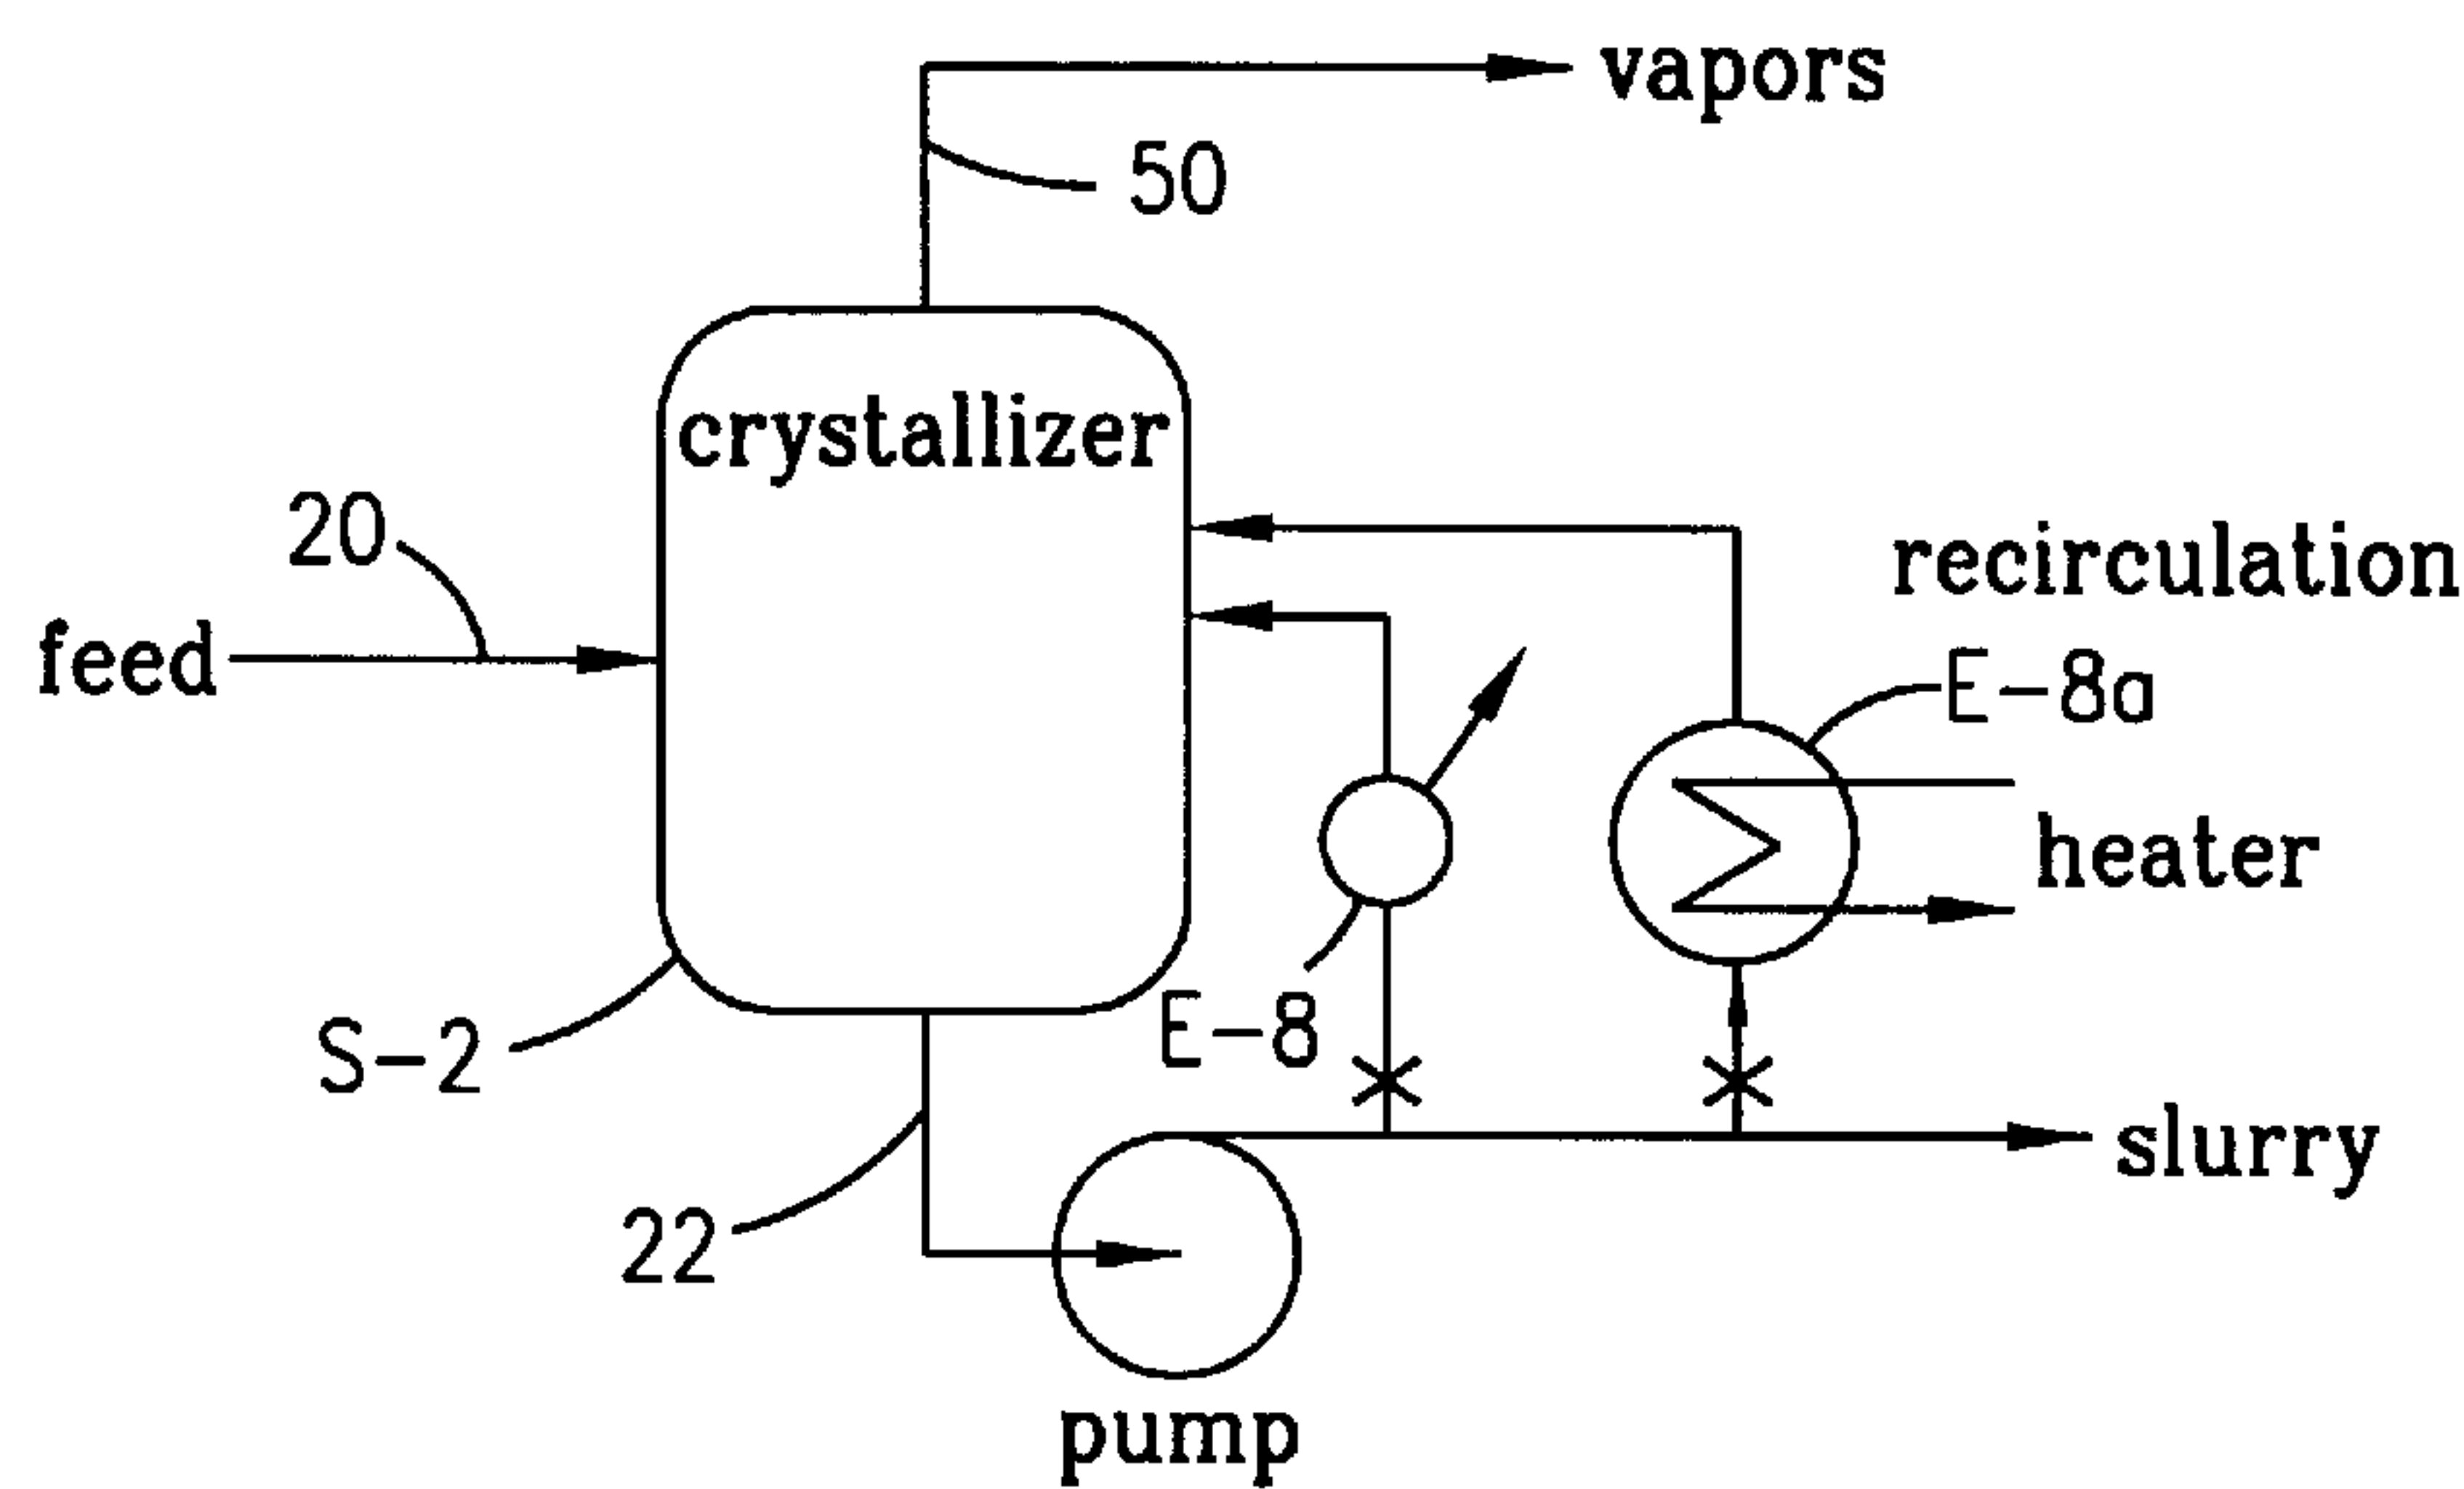 vapors
50
crystallizer
20
recirculation
feed
E-8a
heater
E-8
S-2
slurry
22
pump